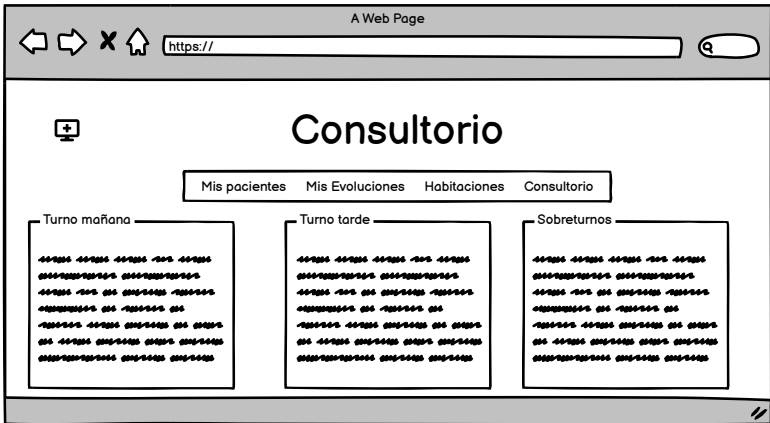 A Web Page
https://
Consultorio
Mis pacientes Mis Evoluciones Habitaciones Consultorio
Turno mañana Turno tarde Sobreturnos